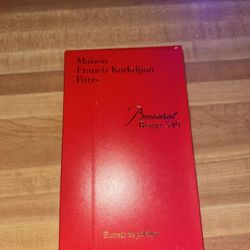 Maison
Francis Kurkdjian
Paris
Baccarat
Rouge 540